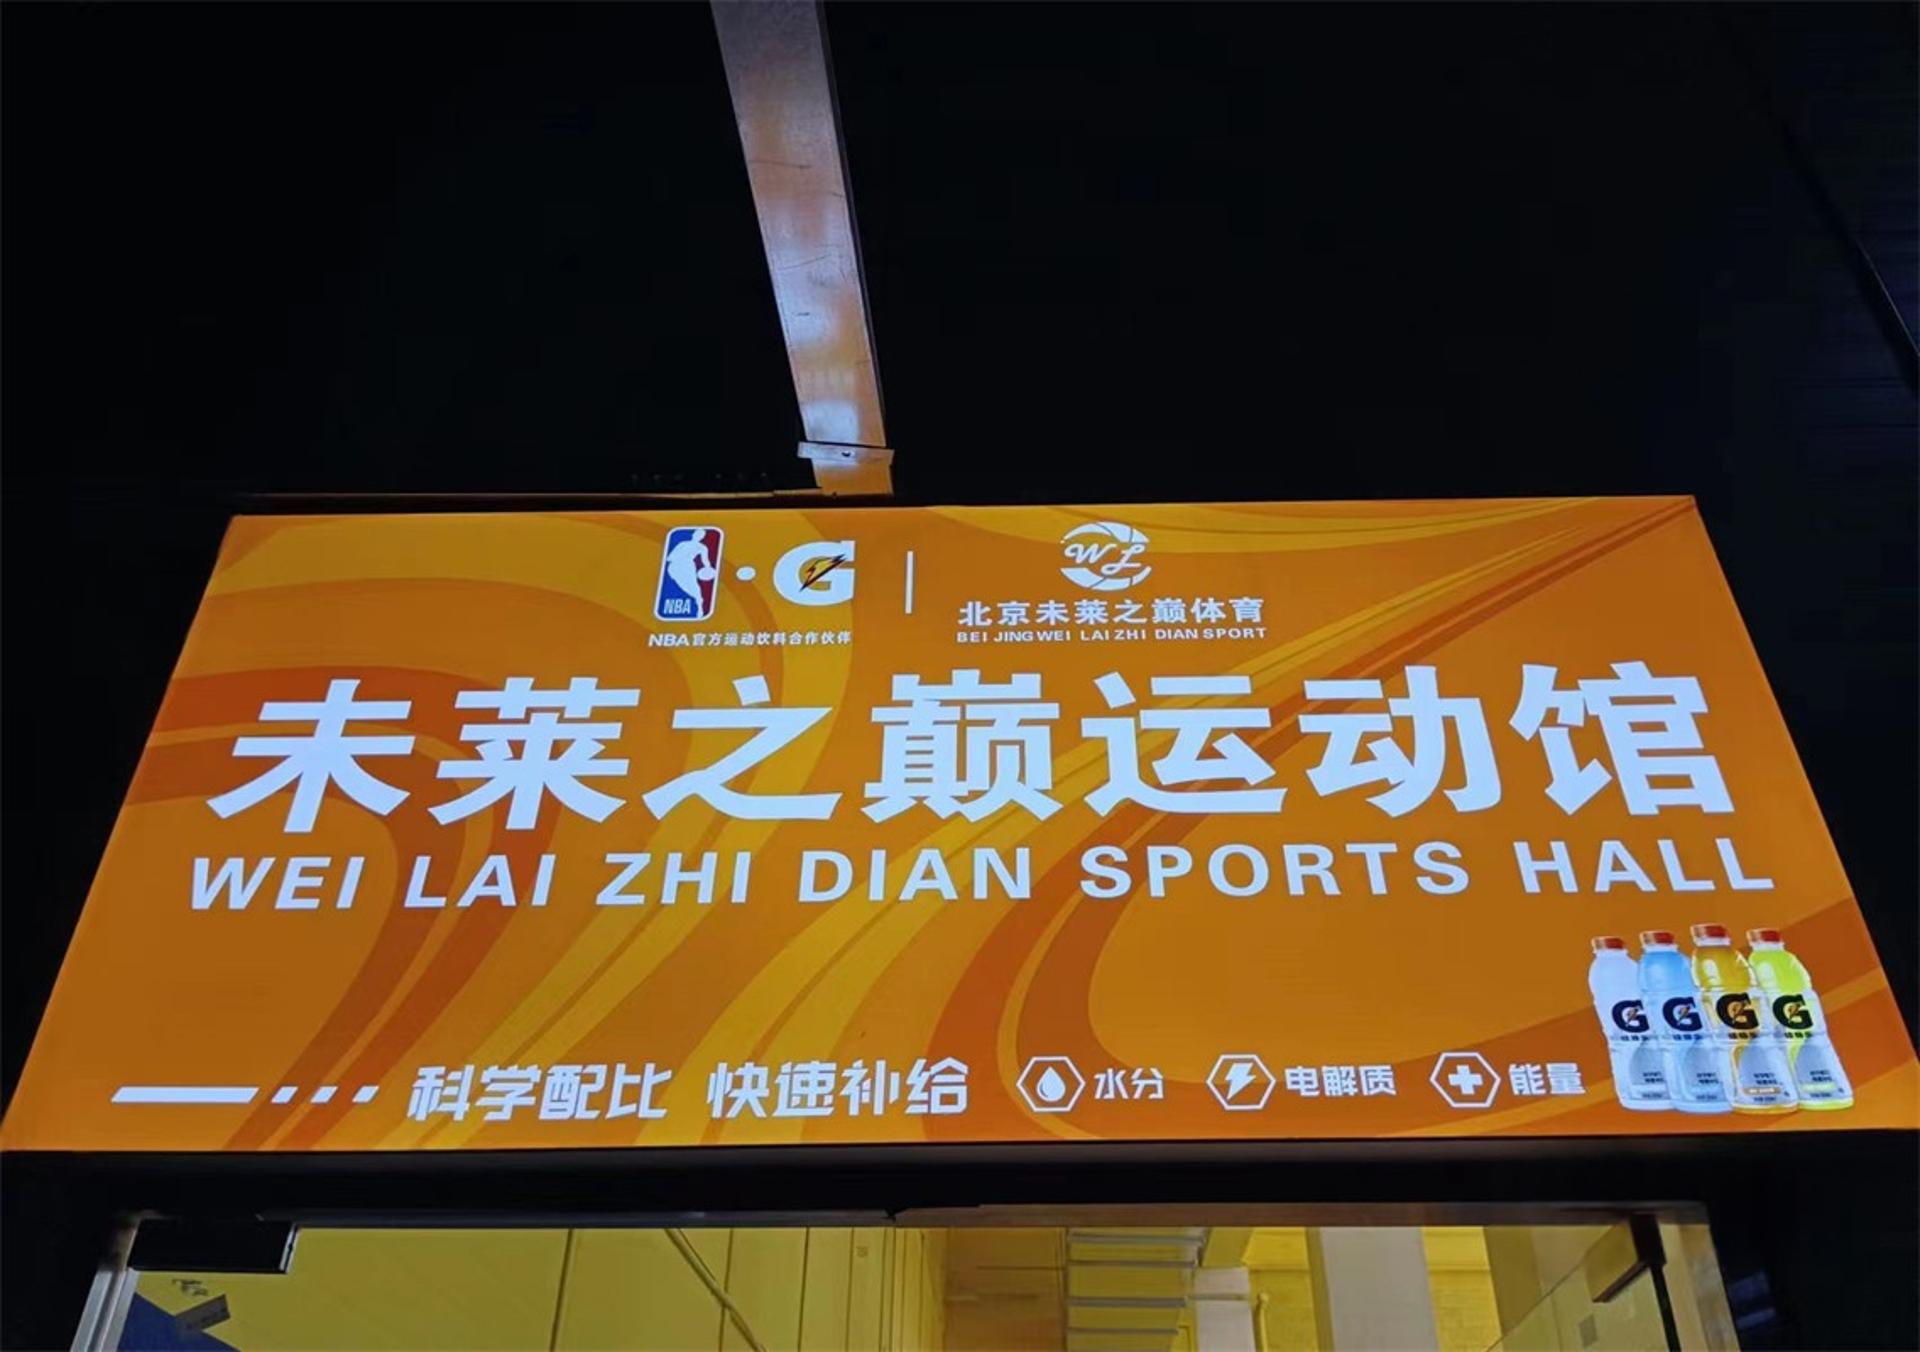 NBA
G
NBA官方运动饮料合作伙伴
WL
北京未莱之巅体育
BEI JING WEI LAI ZHI DIAN SPORT
未莱之巅运动馆
WEI LAI ZHI DIAN SPORTS HALL
科学配比 快速补给 水分 电解质 能量
G G G G